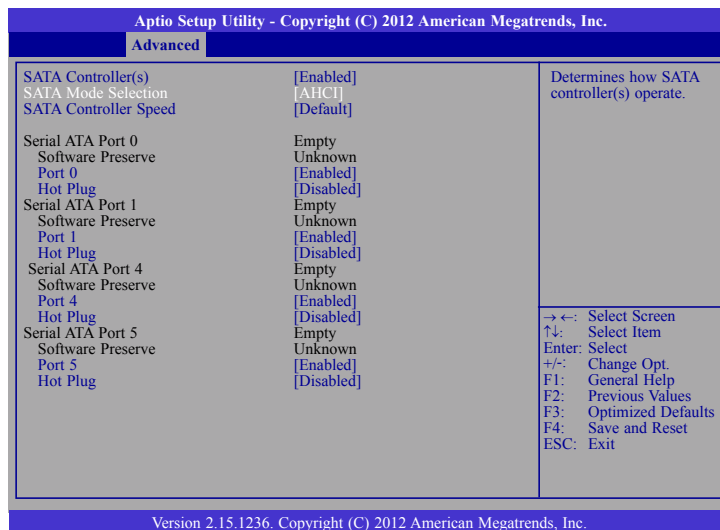 Aptio Setup Utility - Copyright (C) 2012 American Megatrends, Inc.
Advanced
SATA Controller(s) [Enabled]
SATA Mode Selection [AHCI]
SATA Controller Speed [Default]
Serial ATA Port 0 Empty
Software Preserve Unknown
Port 0 [Enabled]
Hot Plug [Disabled]
Serial ATA Port 1 Empty
Software Preserve Unknown
Port 1 [Enabled]
Hot Plug [Disabled]
Serial ATA Port 4 Empty
Software Preserve Unknown
Port 4 [Enabled]
Hot Plug [Disabled]
Serial ATA Port 5 Empty
Software Preserve Unknown
Port 5 [Enabled]
Hot Plug [Disabled]
Determines how SATA
controller(s) operate.
→←: Select Screen
↑↓: Select Item
Enter: Select
+/-: Change Opt.
F1: General Help
F2: Previous Values
F3: Optimized Defaults
F4: Save and Reset
ESC: Exit
Version 2.15.1236. Copyright (C) 2012 American Megatrends, Inc.